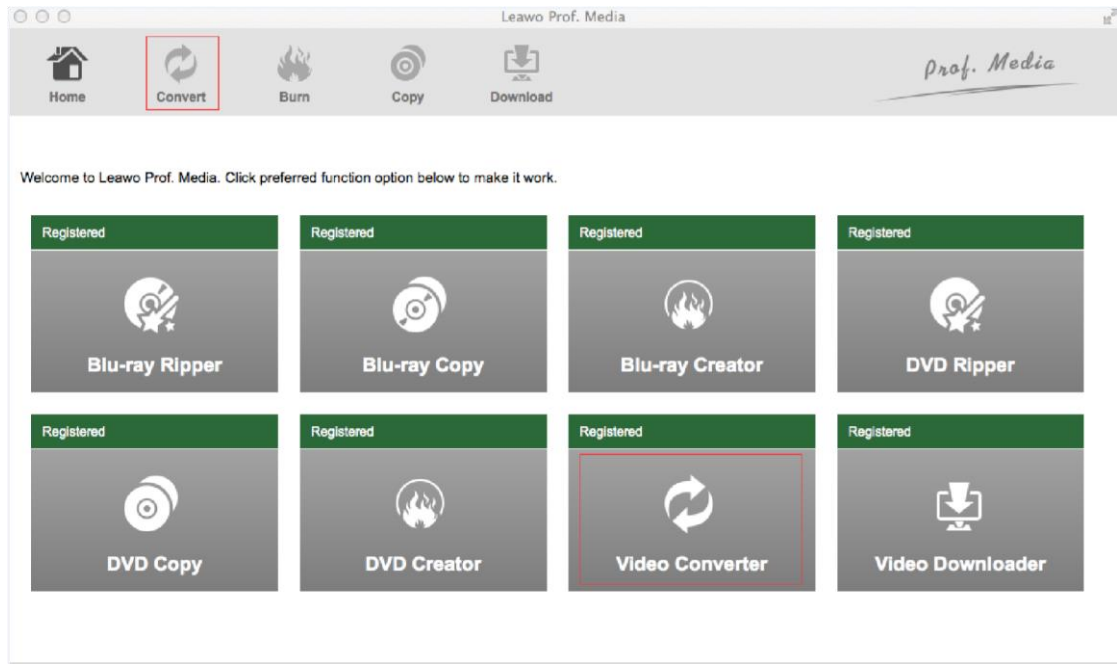 Leawo Prof. Media
Home Convert Burn Copy Download
Prof. Media
Welcome to Leawo Prof. Media. Click preferred function option below to make it work.
Registered Registered Registered Registered
Blu-ray Ripper Blu-ray Copy Blu-ray Creator DVD Ripper
Registered Registered Registered Registered
DVD Copy DVD Creator Video Converter Video Downloader